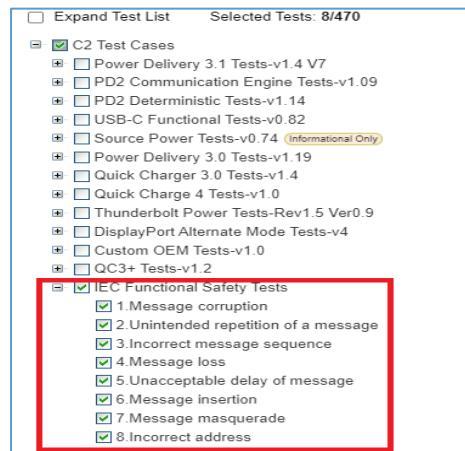 Expand Test List Selected Tests: 8/470
C2 Test Cases
Power Delivery 3.1 Tests-v1.4 V7
PD2 Communication Engine Tests-v1.09
PD2 Deterministic Tests-v1.14
USB-C Functional Tests-v0.82
Source Power Tests-v0.74 Informational Only
Power Delivery 3.0 Tests-v1.19
Quick Charger 3.0 Tests-v1.4
Quick Charge 4 Tests-v1.0
Thunderbolt Power Tests-Rev1.5 Ver0.9
DisplayPort Alternate Mode Tests-v4
Custom OEM Tests-v1.0
QC3+ Tests-v1.2
IEC Functional Safety Tests
1.Message corruption
2.Unintended repetition of a message
3.Incorrect message sequence
4.Message loss
5.Unacceptable delay of message
6.Message insertion
7.Message masquerade
8.Incorrect address